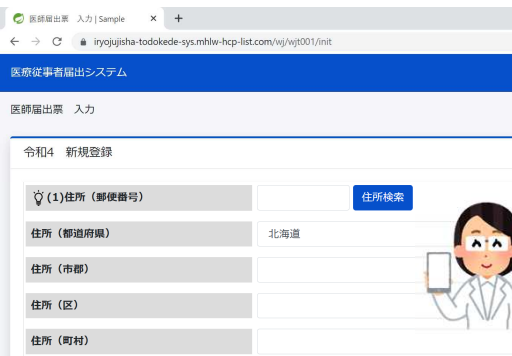 医師届出票 入力 | Sample
iryojujisha-todokede-sys.mhlw-hcp-list.com/wj/wjt001/init
医療従事者届出システム
医師届出票 入力
令和4 新規登録
(1)住所（郵便番号） 住所検索
住所（都道府県） 北海道
住所（市郡）
住所（区）
住所（町村）